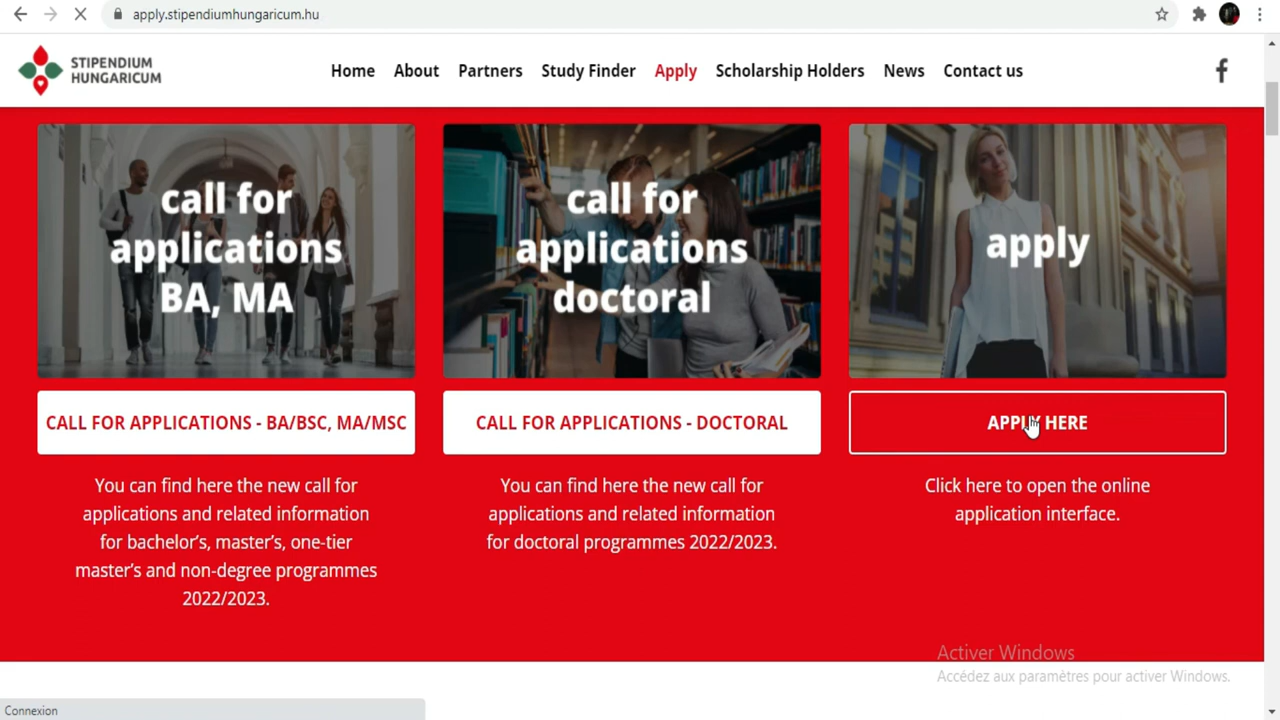 apply.stipendiumhungaricum.hu
STIPENDIUM
HUNGARICUM
Home About Partners Study Finder Apply Scholarship Holders News Contact us
call for
applications
BA, MA
call for
applications
doctoral
apply
CALL FOR APPLICATIONS - BA/BSC, MA/MSC
CALL FOR APPLICATIONS - DOCTORAL
APPLY HERE
You can find here the new call for
applications and related information
for bachelor’s, master’s, one-tier
master’s and non-degree programmes
2022/2023.
You can find here the new call for
applications and related information
for doctoral programmes 2022/2023.
Click here to open the online
application interface.
Activer Windows
Accédez aux paramètres pour activer Windows.
Connexion